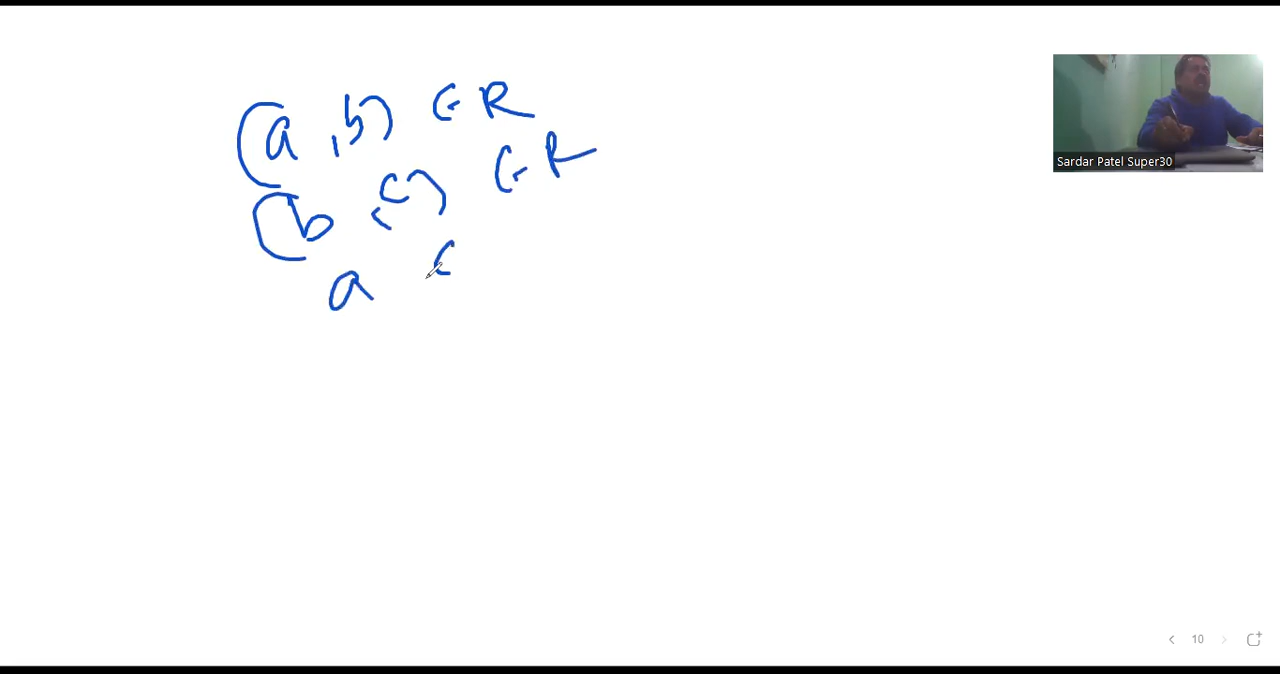 (a, b) ∈ R
(b, c) ∈ R
a c
Sardar Patel Super30
10